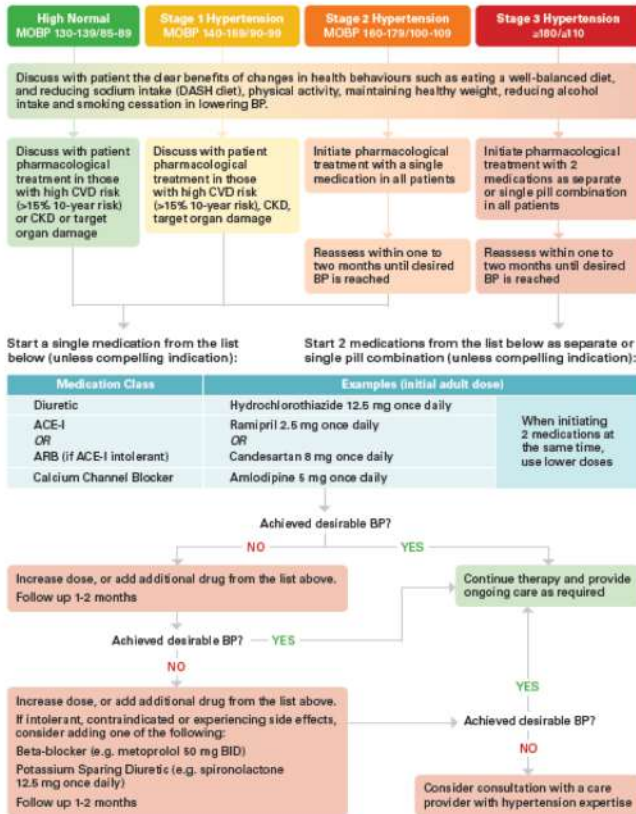 High Normal
MOBP 130-139/85-89
Stage 1 Hypertension
MOBP 140-159/90-99
Stage 2 Hypertension
MOBP 160-179/100-109
Stage 3 Hypertension
≥180/≥110
Discuss with patient the clear benefits of changes in health behaviours such as eating a well-balanced diet,
and reducing sodium intake (DASH diet), physical activity, maintaining healthy weight, reducing alcohol
intake and smoking cessation in lowering BP.
Discuss with patient
pharmacological
treatment in those
with high CVD risk
(>15% 10-year risk)
or CKD or target
organ damage
Discuss with patient
pharmacological
treatment in those
with high CVD risk
(>15% 10-year risk), CKD,
target organ damage
Initiate pharmacological
treatment with a single
medication in all patients
Initiate pharmacological
treatment with 2
medications as separate
or single pill combination
in all patients
Reassess within one to
two months until desired
BP is reached
Reassess within one to
two months until desired
BP is reached
Start a single medication from the list
below (unless compelling indication):
Start 2 medications from the list below as separate or
single pill combination (unless compelling indication):
Medication Class
Examples (initial adult dose)
Diuretic
Hydrochlorothiazide 12.5 mg once daily
ACE-I
Ramipril 2.5 mg once daily
OR
OR
ARB (if ACE-I intolerant)
Candesartan 8 mg once daily
Calcium Channel Blocker
Amlodipine 5 mg once daily
When initiating
2 medications at
the same time,
use lower doses
Achieved desirable BP?
NO
YES
Increase dose, or add additional drug from the list above.
Follow up 1-2 months
Continue therapy and provide
ongoing care as required
Achieved desirable BP?
YES
NO
Increase dose, or add additional drug from the list above.
If intolerant, contraindicated or experiencing side effects,
consider adding one of the following:
Beta-blocker (e.g. metoprolol 50 mg BID)
Potassium Sparing Diuretic (e.g. spironolactone
12.5 mg once daily)
Follow up 1-2 months
YES
Achieved desirable BP?
NO
Consider consultation with a care
provider with hypertension expertise